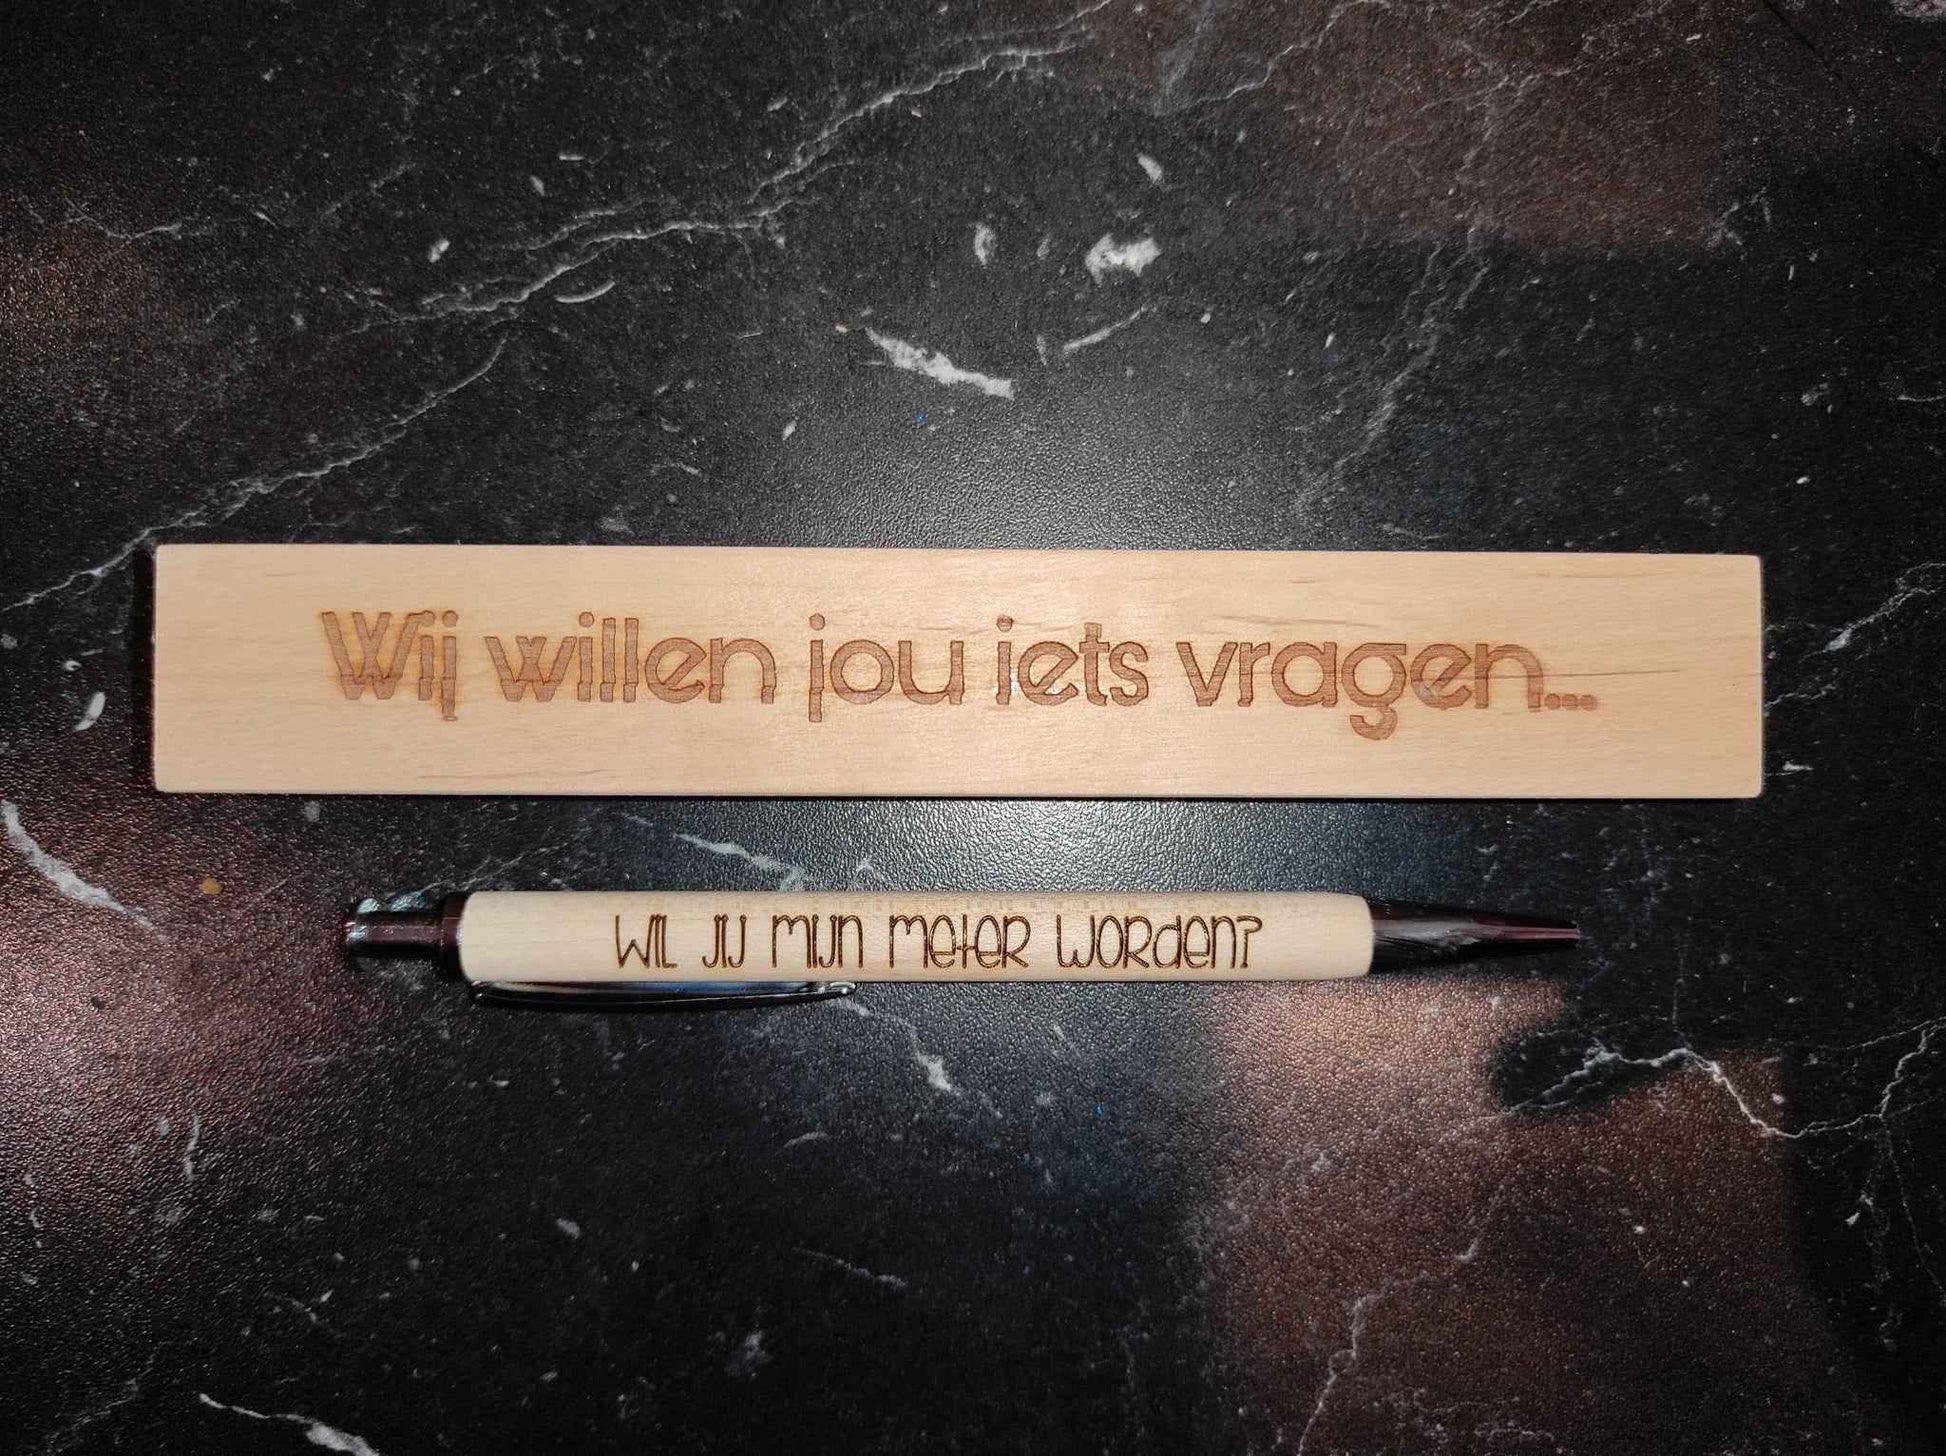 Wij willen jou iets vragen...
WIL JIJ MIJN METER WORDEN?